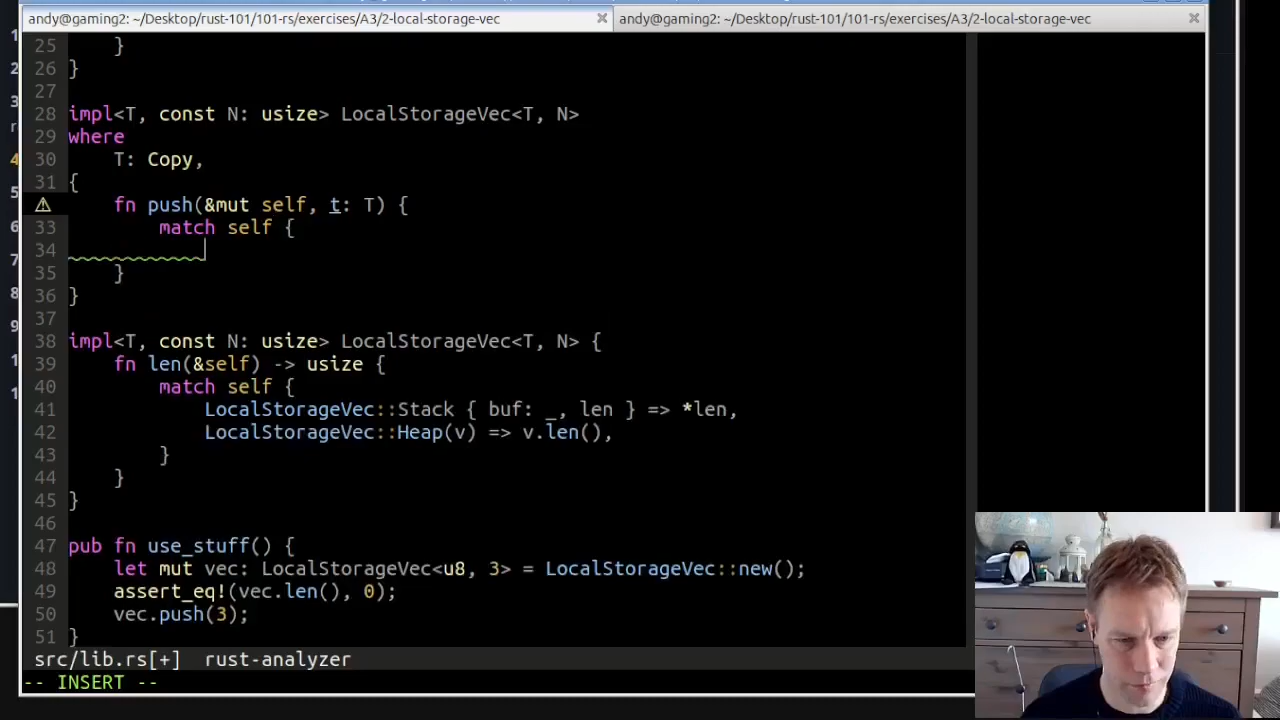 andy@gaming2: ~/Desktop/rust-101/101-rs/exercises/A3/2-local-storage-vec
andy@gaming2: ~/Desktop/rust-101/101-rs/exercises/A3/2-local-storage-vec
25 }
26 }
27
28 impl<T, const N: usize> LocalStorageVec<T, N>
29 where
30 T: Copy,
31 {
fn push(&mut self, t: T) {
33 match self {
34
35 }
36 }
37
38 impl<T, const N: usize> LocalStorageVec<T, N> {
39 fn len(&self) -> usize {
40 match self {
41 LocalStorageVec::Stack { buf: _, len } => *len,
42 LocalStorageVec::Heap(v) => v.len(),
43 }
44 }
45 }
46
47 pub fn use_stuff() {
48 let mut vec: LocalStorageVec<u8, 3> = LocalStorageVec::new();
49 assert_eq!(vec.len(), 0);
50 vec.push(3);
51 }
src/lib.rs[+] rust-analyzer
-- INSERT --